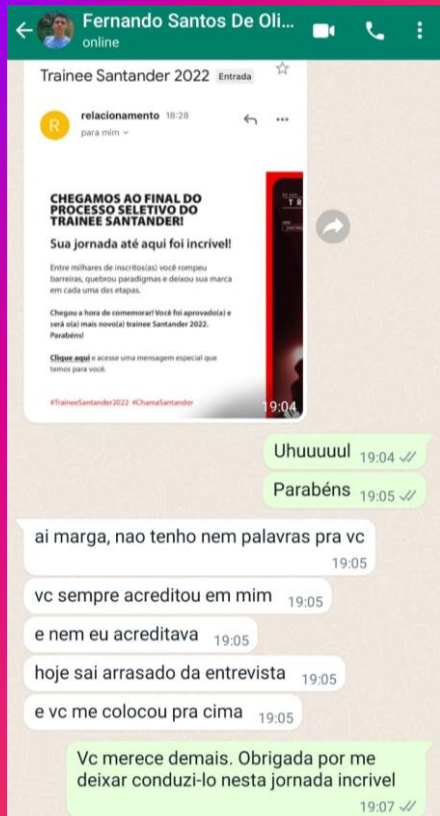 Fernando Santos De Oli...
online
Trainee Santander 2022 Entrada
R
relacionamento 18:28
para mim
CHEGAMOS AO FINAL DO
PROCESSO SELETIVO DO
TRAINEE SANTANDER!
Sua jornada até aqui foi incrível!
Entre milhares de inscritos(as) você rompeu
barreiras, quebrou paradigmas e deixou sua marca
em cada uma das etapas.
Chegou a hora de comemorar! Você foi aprovado(a) e
será o(a) mais novo(a) trainee Santander 2022.
Parabéns!
Clique aqui e acesse uma mensagem especial que
temos para você.
#TraineeSantander2022 #ChamaSantander
19:04
Uhuuuuul 19:04
Parabéns 19:05
ai marga, nao tenho nem palavras pra vc
19:05
vc sempre acreditou em mim 19:05
e nem eu acreditava 19:05
hoje sai arrasado da entrevista 19:05
e vc me colocou pra cima 19:05
Vc merece demais. Obrigada por me
deixar conduzi-lo nesta jornada incrivel
19:07